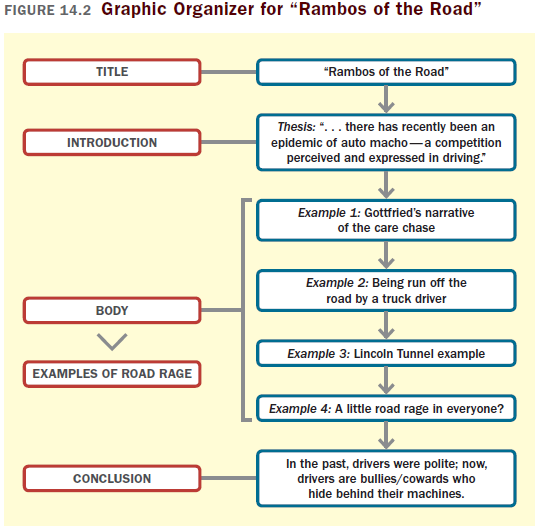 FIGURE 14.2 Graphic Organizer for “Rambos of the Road”
TITLE
“Rambos of the Road”
INTRODUCTION
Thesis: “. . . there has recently been an
epidemic of auto macho—a competition
perceived and expressed in driving.”
BODY
EXAMPLES OF ROAD RAGE
Example 1: Gottfried’s narrative
of the care chase
Example 2: Being run off the
road by a truck driver
Example 3: Lincoln Tunnel example
Example 4: A little road rage in everyone?
CONCLUSION
In the past, drivers were polite; now,
drivers are bullies/cowards who
hide behind their machines.